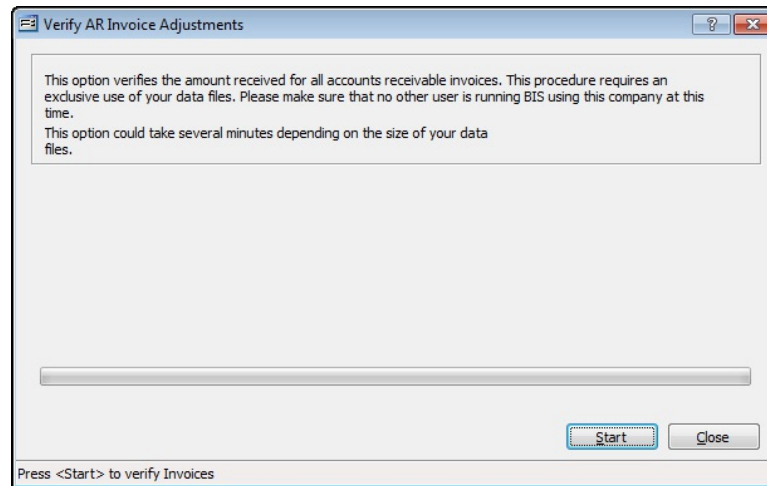 Verify AR Invoice Adjustments
?
This option verifies the amount received for all accounts receivable invoices. This procedure requires an
exclusive use of your data files. Please make sure that no other user is running BIS using this company at this
time.
This option could take several minutes depending on the size of your data
files.
Start Close
Press <Start> to verify Invoices